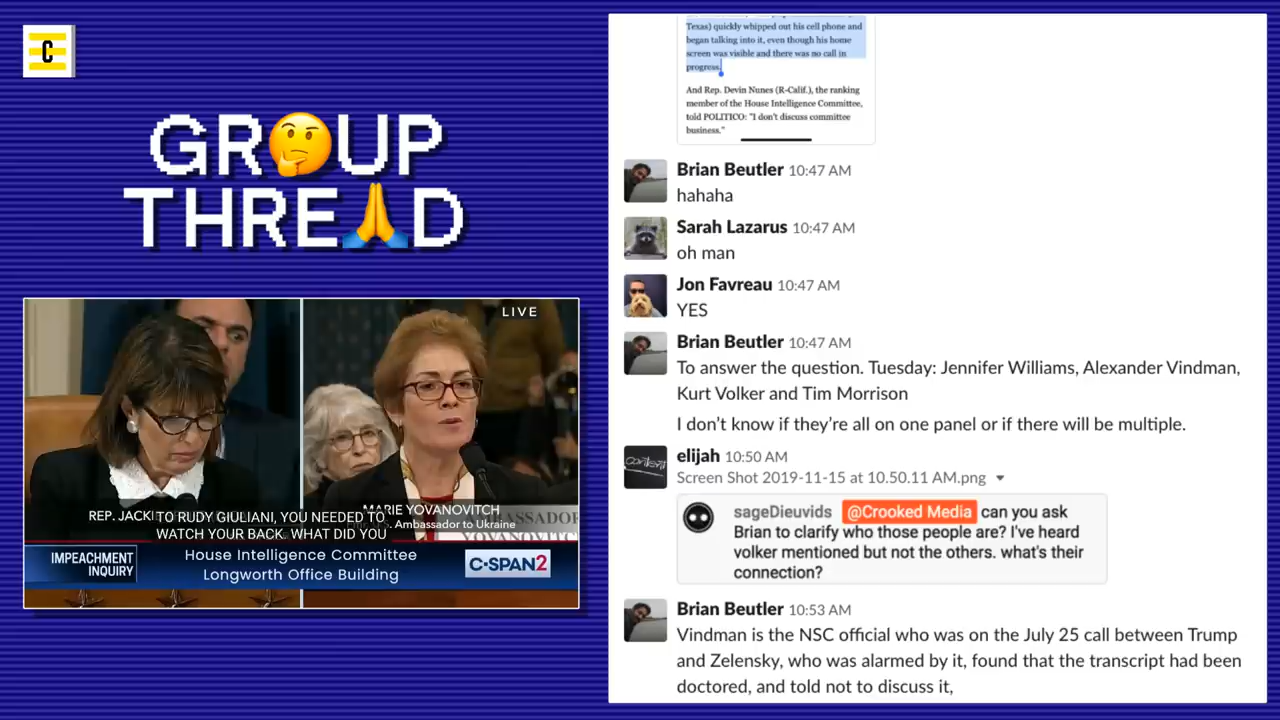 C
GR UP
THRE D
LIVE
REP. JACKI
TO RUDY GIULIANI, YOU NEEDED TO
WATCH YOUR BACK. WHAT DID YOU
MARIE YOVANOVITCH
Ambassador to Ukraine
YOVANOVITCH
IMPEACHMENT
INQUIRY
House Intelligence Committee
Longworth Office Building
C-SPAN2
Texas) quickly whipped out his cell phone and
began talking into it, even though his home
screen was visible and there was no call in
progress.
And Rep. Devin Nunes (R-Calif.), the ranking
member of the House Intelligence Committee,
told POLITICO: "I don't discuss committee
business."
Brian Beutler 10:47 AM
hahaha
Sarah Lazarus 10:47 AM
oh man
Jon Favreau 10:47 AM
YES
Brian Beutler 10:47 AM
To answer the question. Tuesday: Jennifer Williams, Alexander Vindman,
Kurt Volker and Tim Morrison
I don't know if they're all on one panel or if there will be multiple.
content
elijah 10:50 AM
Screen Shot 2019-11-15 at 10.50.11 AM.png
sageDieuvids @Crooked Media can you ask
Brian to clarify who those people are? I've heard
volker mentioned but not the others. what's their
connection?
Brian Beutler 10:53 AM
Vindman is the NSC official who was on the July 25 call between Trump
and Zelensky, who was alarmed by it, found that the transcript had been
doctored, and told not to discuss it,